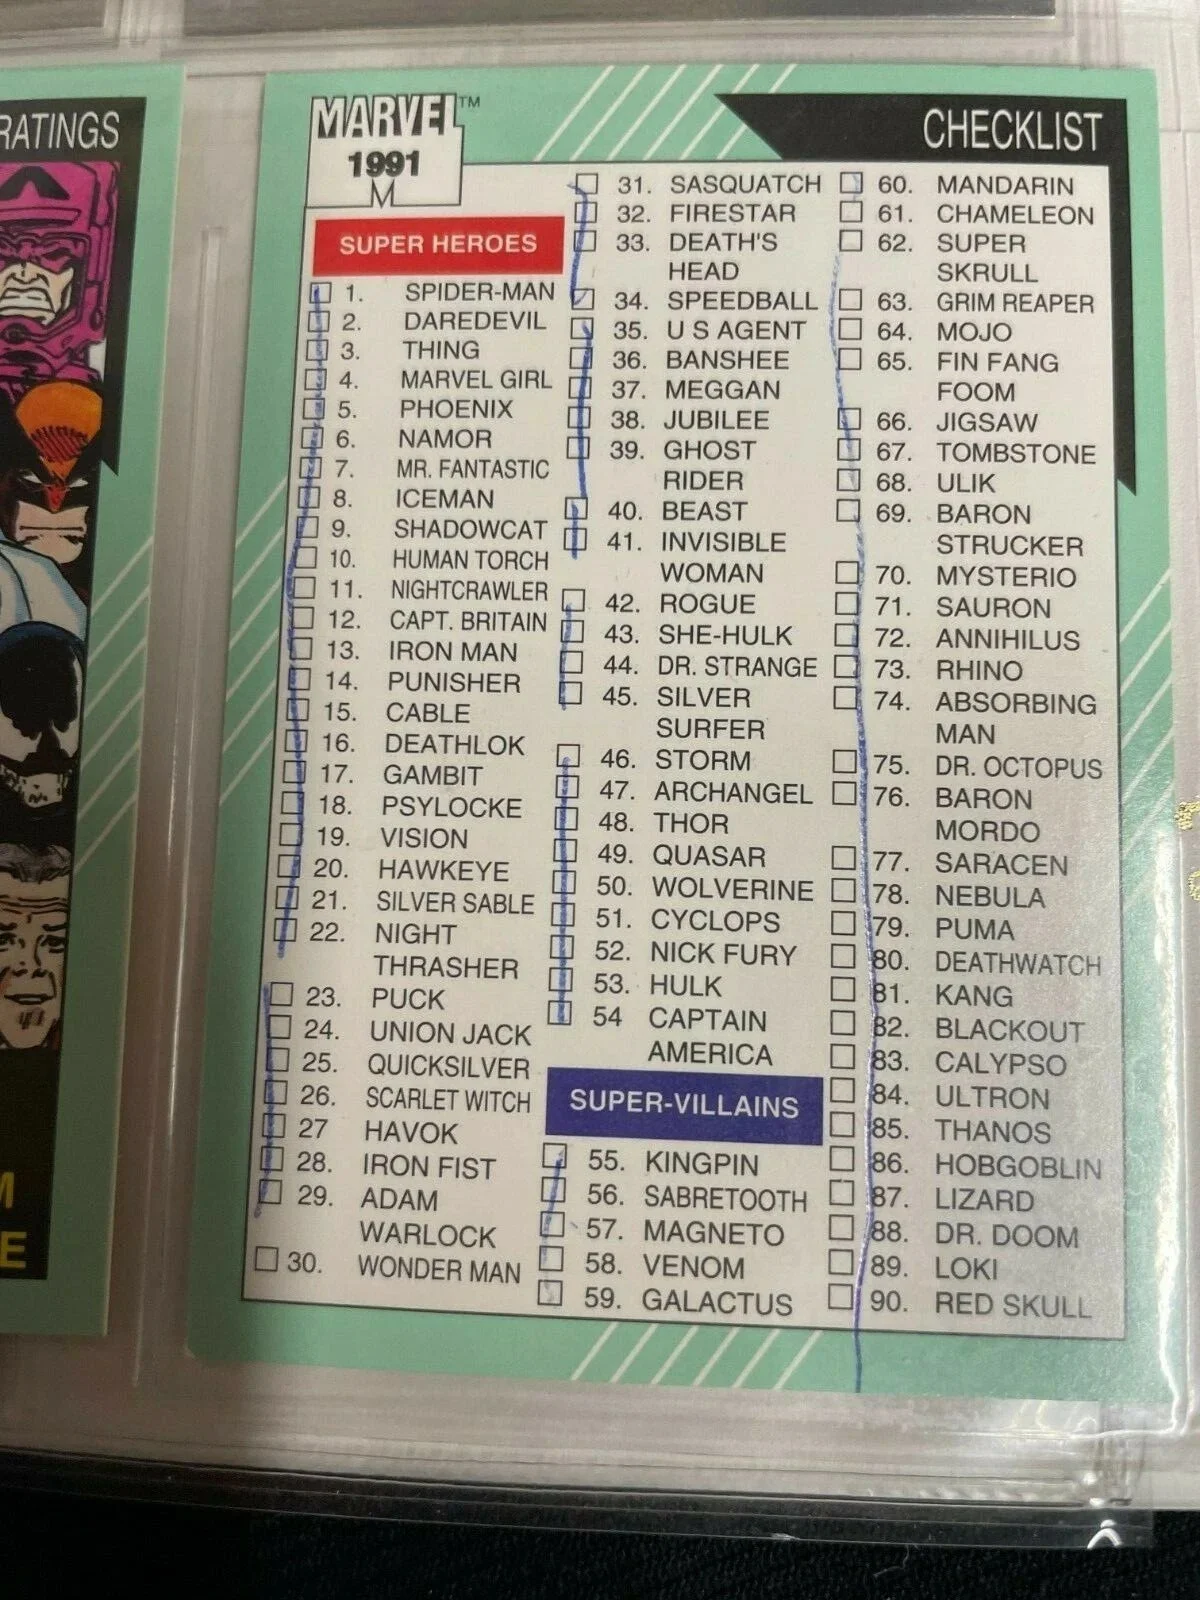 RATINGS
M
E
MARVEL™
1991
M
CHECKLIST
SUPER HEROES
1. SPIDER-MAN
2. DAREDEVIL
3. THING
4. MARVEL GIRL
5. PHOENIX
6. NAMOR
7. MR. FANTASTIC
8. ICEMAN
9. SHADOWCAT
10. HUMAN TORCH
11. NIGHTCRAWLER
12. CAPT. BRITAIN
13. IRON MAN
14. PUNISHER
15. CABLE
16. DEATHLOK
17. GAMBIT
18. PSYLOCKE
19. VISION
20. HAWKEYE
21. SILVER SABLE
22. NIGHT
THRASHER
23. PUCK
24. UNION JACK
25. QUICKSILVER
26. SCARLET WITCH
27 HAVOK
28. IRON FIST
29. ADAM
WARLOCK
30. WONDER MAN
31. SASQUATCH
32. FIRESTAR
33. DEATH'S
HEAD
34. SPEEDBALL
35. U S AGENT
36. BANSHEE
37. MEGGAN
38. JUBILEE
39. GHOST
RIDER
40. BEAST
41. INVISIBLE
WOMAN
42. ROGUE
43. SHE-HULK
44. DR. STRANGE
45. SILVER
SURFER
46. STORM
47. ARCHANGEL
48. THOR
49. QUASAR
50. WOLVERINE
51. CYCLOPS
52. NICK FURY
53. HULK
54 CAPTAIN
AMERICA
SUPER-VILLAINS
55. KINGPIN
56. SABRETOOTH
57. MAGNETO
58. VENOM
59. GALACTUS
60. MANDARIN
61. CHAMELEON
62. SUPER
SKRULL
63. GRIM REAPER
64. MOJO
65. FIN FANG
FOOM
66. JIGSAW
67. TOMBSTONE
68. ULIK
69. BARON
STRUCKER
70. MYSTERIO
71. SAURON
72. ANNIHILUS
73. RHINO
74. ABSORBING
MAN
75. DR. OCTOPUS
76. BARON
MORDO
77. SARACEN
78. NEBULA
79. PUMA
80. DEATHWATCH
81. KANG
82. BLACKOUT
83. CALYPSO
84. ULTRON
85. THANOS
86. HOBGOBLIN
87. LIZARD
88. DR. DOOM
89. LOKI
90. RED SKULL